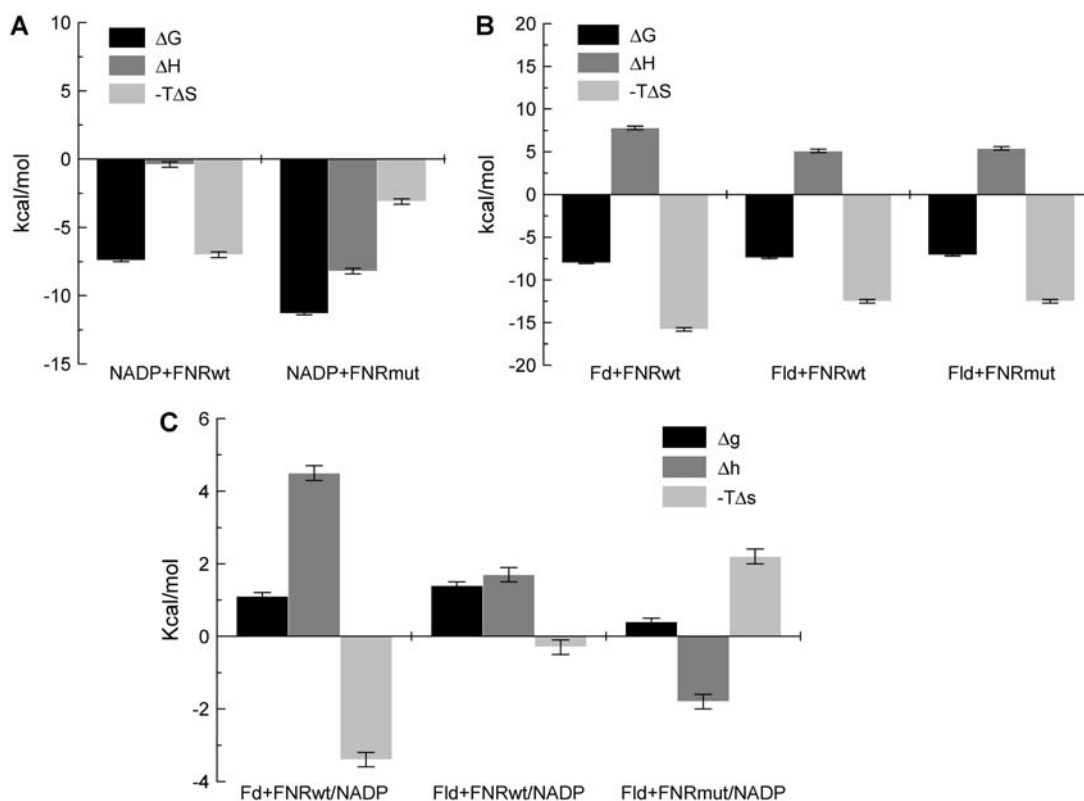 A
ΔG
ΔH
-TΔS
kcal/mol
10
5
0
-5
-10
-15
NADP+FNRwt
NADP+FNRmut
B
ΔG
ΔH
-TΔS
kcal/mol
20
15
10
5
0
-5
-10
-15
-20
Fd+FNRwt
Fld+FNRwt
Fld+FNRmut
C
Δg
Δh
-TΔs
Kcal/mol
6
4
2
0
-2
-4
Fd+FNRwt/NADP
Fld+FNRwt/NADP
Fld+FNRmut/NADP